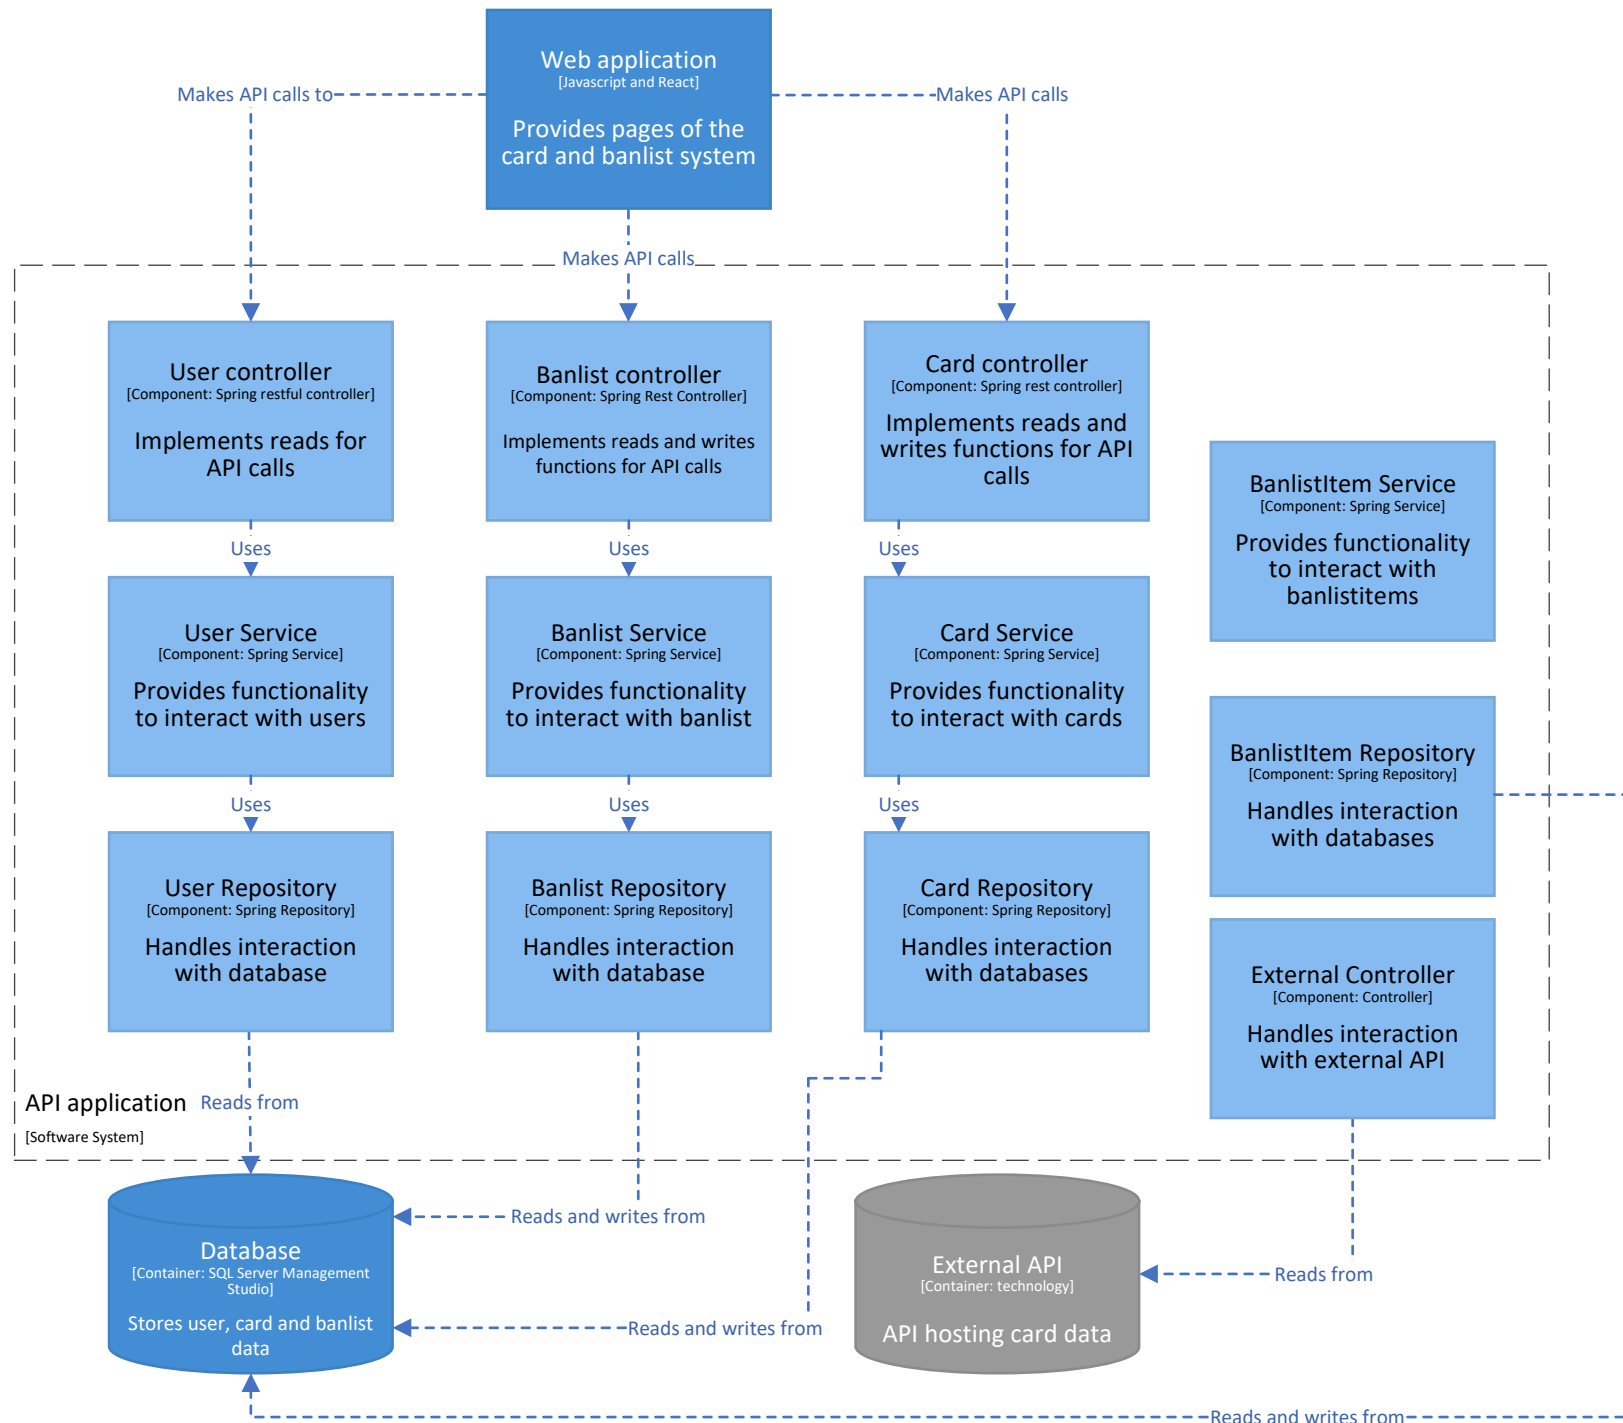 Web application
[Javascript and React]
Provides pages of the
card and banlist system
Makes API calls to
Makes API calls
Makes API calls
User controller
[Component: Spring restful controller]
Implements reads for
API calls
Banlist controller
[Component: Spring Rest Controller]
Implements reads and writes
functions for API calls
Card controller
[Component: Spring rest controller]
Implements reads and
writes functions for API
calls
BanlistItem Service
[Component: Spring Service]
Provides functionality
to interact with
banlistitems
Uses
Uses
Uses
User Service
[Component: Spring Service]
Provides functionality
to interact with users
Banlist Service
[Component: Spring Service]
Provides functionality
to interact with banlist
Card Service
[Component: Spring Service]
Provides functionality
to interact with cards
BanlistItem Repository
[Component: Spring Repository]
Handles interaction
with databases
Uses
Uses
Uses
User Repository
[Component: Spring Repository]
Handles interaction
with database
Banlist Repository
[Component: Spring Repository]
Handles interaction
with database
Card Repository
[Component: Spring Repository]
Handles interaction
with databases
External Controller
[Component: Controller]
Handles interaction
with external API
API application
[Software System]
Reads from
Reads and writes from
Database
[Container: SQL Server Management
Studio]
Stores user, card and banlist
data
Reads and writes from
External API
[Container: technology]
API hosting card data
Reads from
Reads and writes from